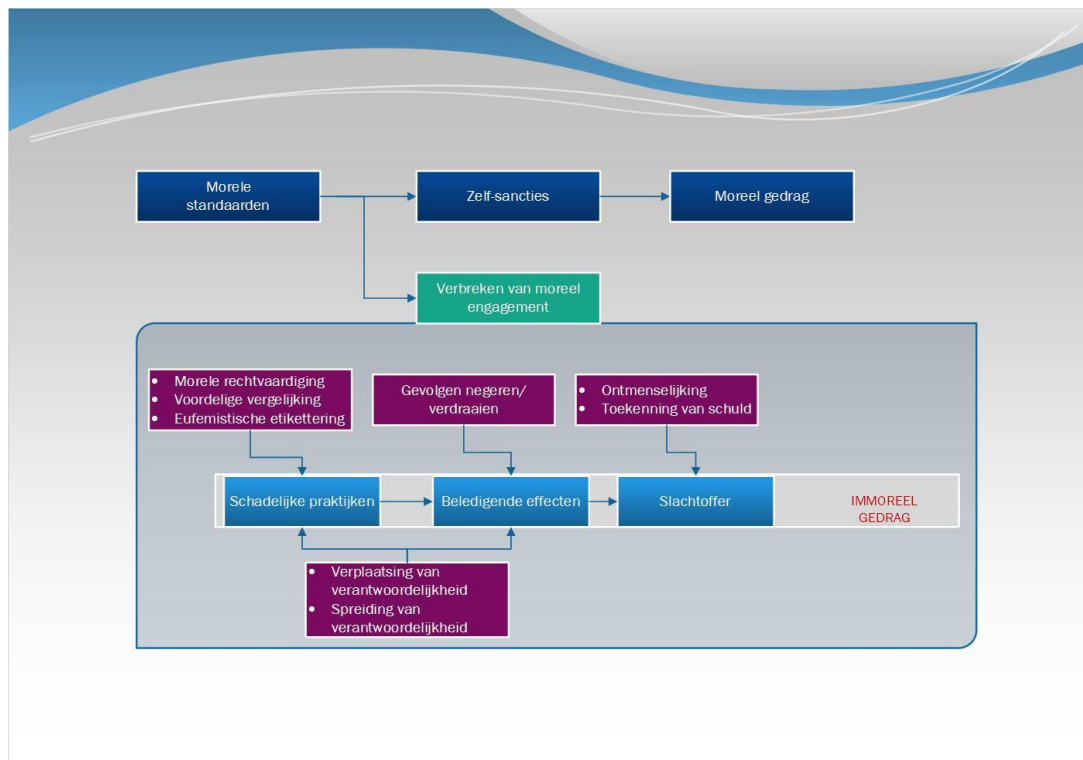 Morele
standaarden
Zelf-sancties
Moreel gedrag
Verbreken van moreel
engagement
• Morele rechtvaardiging
• Voordelige vergelijking
• Eufemistische etikettering
Gevolgen negeren/
verdraaien
• Ontmenselijking
• Toekenning van schuld
Schadelijke praktijken
Beledigende effecten
Slachtoffer
IMMOREEL
GEDRAG
• Verplaatsing van
verantwoordelijkheid
• Spreiding van
verantwoordelijkheid